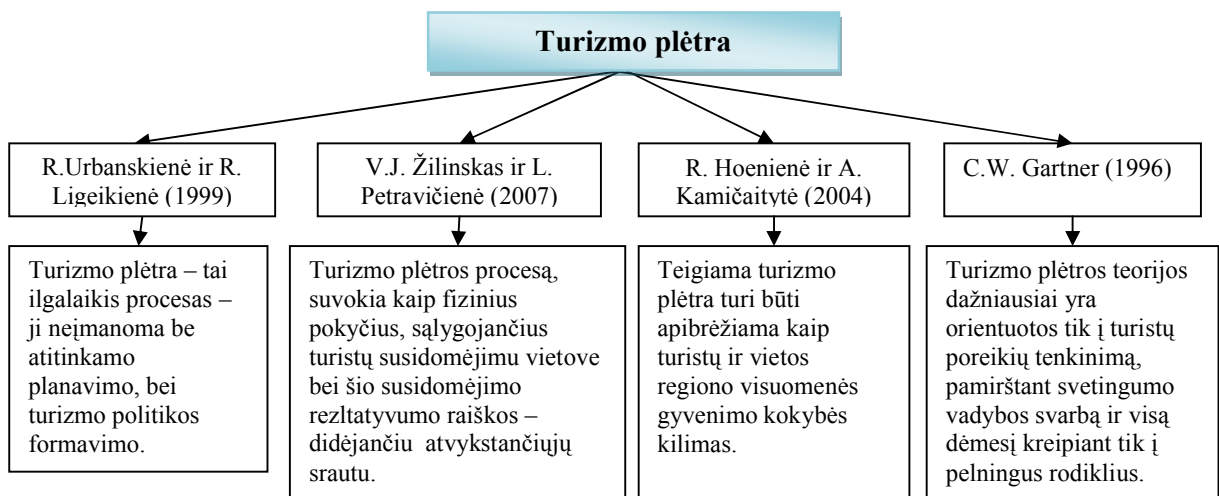 Turizmo plėtra
R.Urbanskienė ir R.
Ligeikienė (1999)
V.J. Žilinskas ir L.
Petravičienė (2007)
R. Hoenienė ir A.
Kamičaitytė (2004)
C.W. Gartner (1996)
Turizmo plėtra – tai
ilgalaikis procesas –
ji neįmanoma be
atitinkamo
planavimo, bei
turizmo politikos
formavimo.
Turizmo plėtros procesą,
suvokia kaip fizinius
pokyčius, sąlygojančius
turistų susidomėjimu vietove
bei šio susidomėjimo
rezltatyvumo raiškos –
didėjančiu atvykstančiųjų
srautu.
Teigiama turizmo
plėtra turi būti
apibrėžiama kaip
turistų ir vietos
regiono visuomenės
gyvenimo kokybės
kilimas.
Turizmo plėtros teorijos
dažniausiai yra
orientuotos tik į turistų
poreikių tenkinimą,
pamirštant svetingumo
vadybos svarbą ir visą
dėmesį kreipiant tik į
pelningus rodiklius.